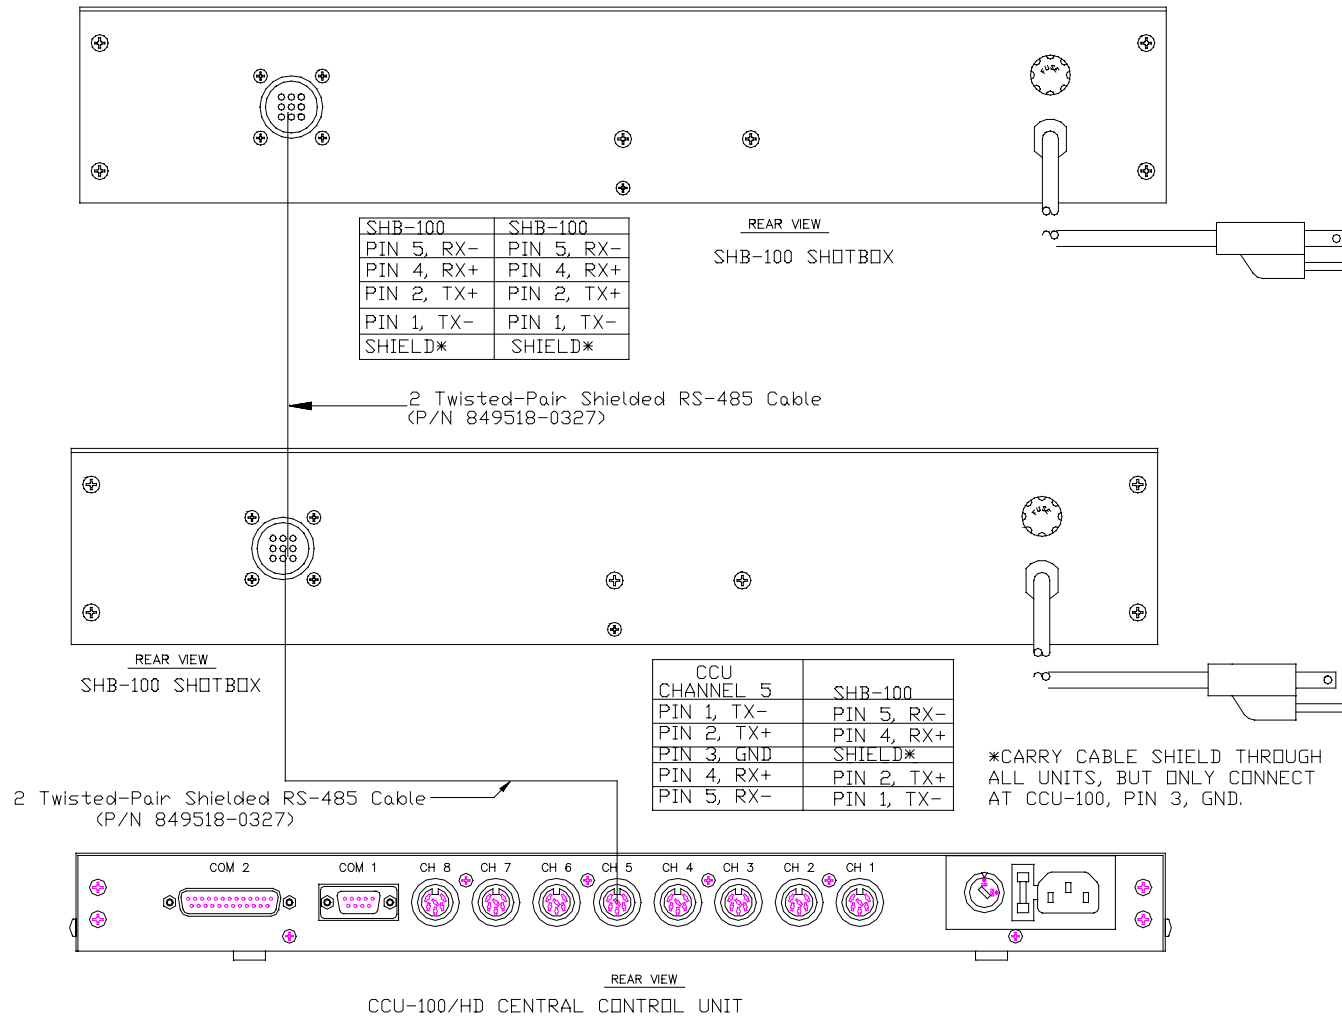 FUSE
SHB-100 SHB-100
PIN 5, RX- PIN 5, RX-
PIN 4, RX+ PIN 4, RX+
PIN 2, TX+ PIN 2, TX+
PIN 1, TX- PIN 1, TX-
SHIELD* SHIELD*
REAR VIEW
SHB-100 SHOTBOX
2 Twisted-Pair Shielded RS-485 Cable
(P/N 849518-0327)
FUSE
REAR VIEW
SHB-100 SHOTBOX
CCU
CHANNEL 5 SHB-100
PIN 1, TX- PIN 5, RX-
PIN 2, TX+ PIN 4, RX+
PIN 3, GND SHIELD*
PIN 4, RX+ PIN 2, TX+
PIN 5, RX- PIN 1, TX-
*CARRY CABLE SHIELD THROUGH
ALL UNITS, BUT ONLY CONNECT
AT CCU-100, PIN 3, GND.
2 Twisted-Pair Shielded RS-485 Cable
(P/N 849518-0327)
COM 2 COM 1 CH 8 CH 7 CH 6 CH 5 CH 4 CH 3 CH 2 CH 1
REAR VIEW
CCU-100/HD CENTRAL CONTROL UNIT